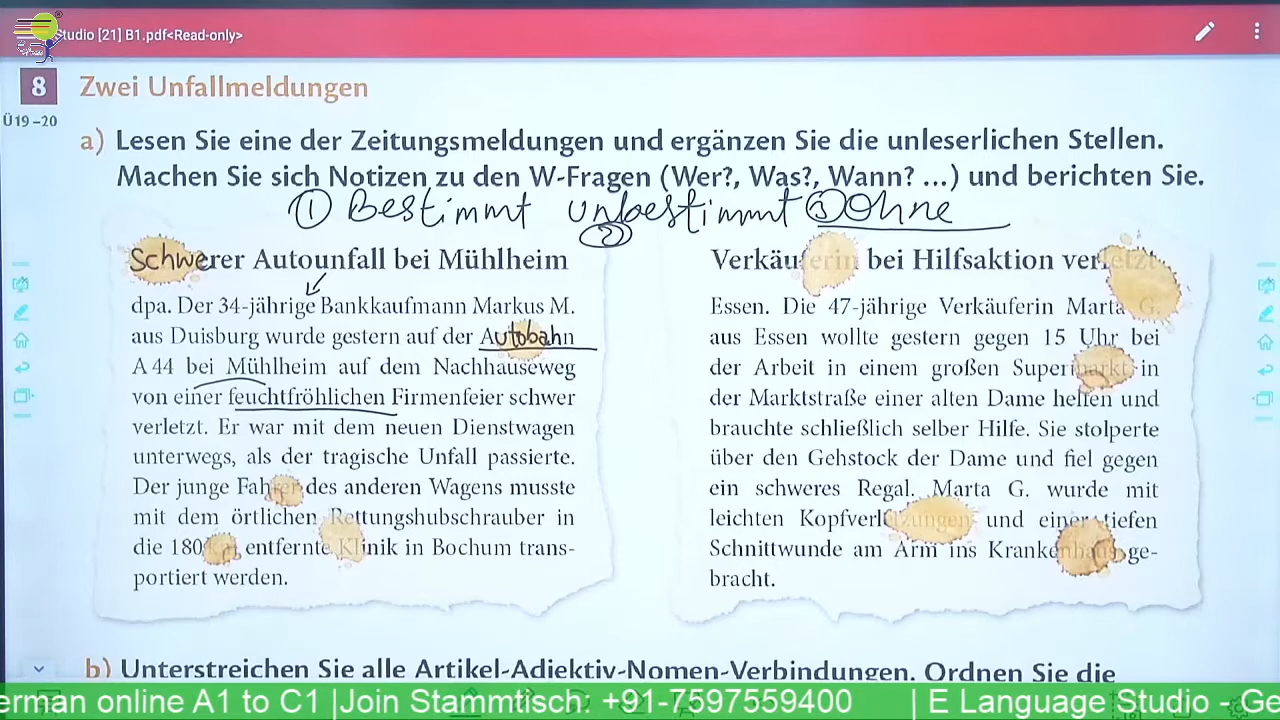 Studio [21] B1.pdf<Read-only>
8 Zwei Unfallmeldungen
Ü19–20
a) Lesen Sie eine der Zeitungsmeldungen und ergänzen Sie die unleserlichen Stellen.
Machen Sie sich Notizen zu den W-Fragen (Wer?, Was?, Wann? ...) und berichten Sie.
① Bestimmt unbestimmt ③ Ohne
②
Schwerer Autounfall bei Mühlheim
dpa. Der 34-jährige Bankkaufmann Markus M.
aus Duisburg wurde gestern auf der Autobahn
A 44 bei Mühlheim auf dem Nachhauseweg
von einer feuchtfröhlichen Firmenfeier schwer
verletzt. Er war mit dem neuen Dienstwagen
unterwegs, als der tragische Unfall passierte.
Der junge Fahrer des anderen Wagens musste
mit dem örtlichen Rettungshubschrauber in
die 180 km entfernte Klinik in Bochum trans-
portiert werden.
Verkäuferin bei Hilfsaktion verletzt
Essen. Die 47-jährige Verkäuferin Marta G.
aus Essen wollte gestern gegen 15 Uhr bei
der Arbeit in einem großen Supermarkt in
der Marktstraße einer alten Dame helfen und
brauchte schließlich selber Hilfe. Sie stolperte
über den Gehstock der Dame und fiel gegen
ein schweres Regal. Marta G. wurde mit
leichten Kopfverletzungen und einer tiefen
Schnittwunde am Arm ins Krankenhaus ge-
bracht.
b) Unterstreichen Sie alle Artikel-Adjektiv-Nomen-Verbindungen. Ordnen Sie die
erman online A1 to C1 |Join Stammtisch: +91-7597559400 | E Language Studio - Ge